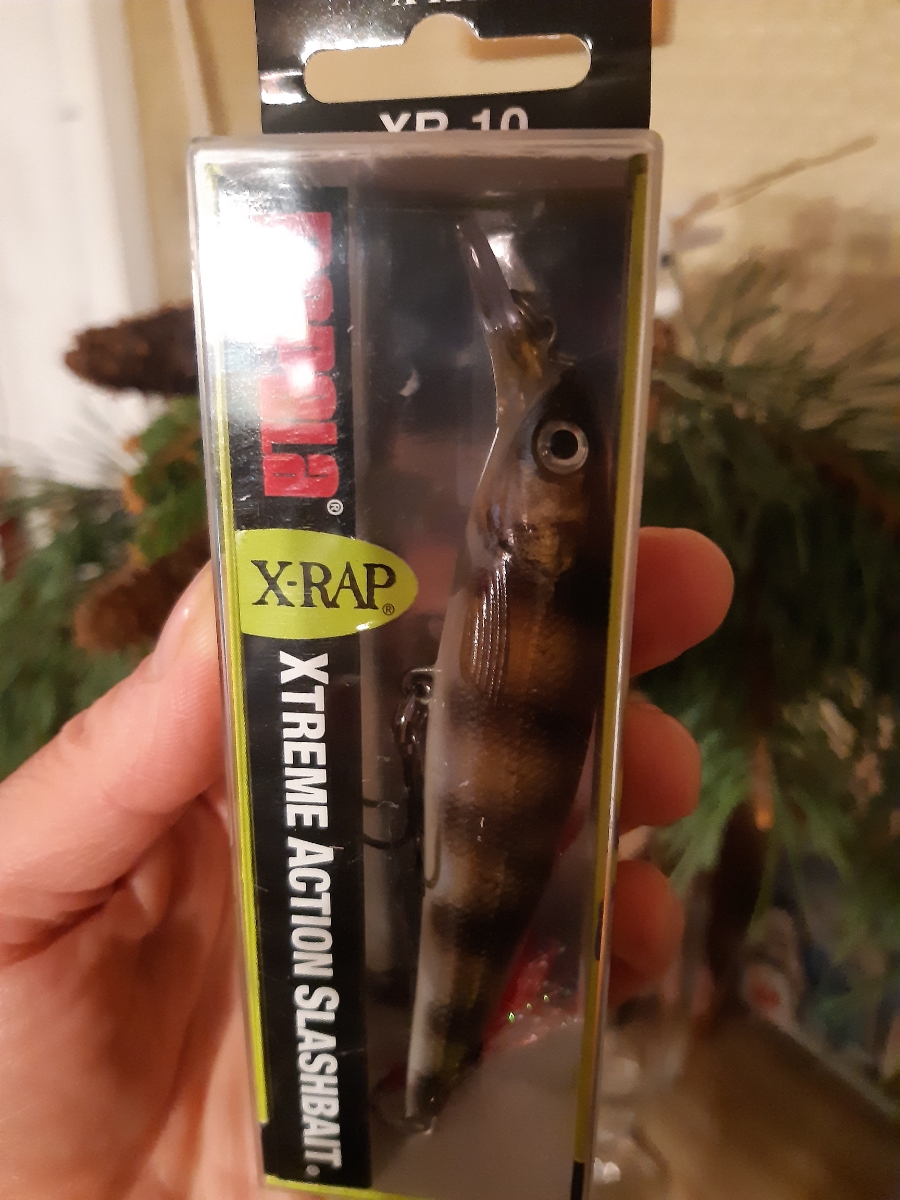 XR-10
Rapala®
X-RAP®
XTREME ACTION SLASHBAIT